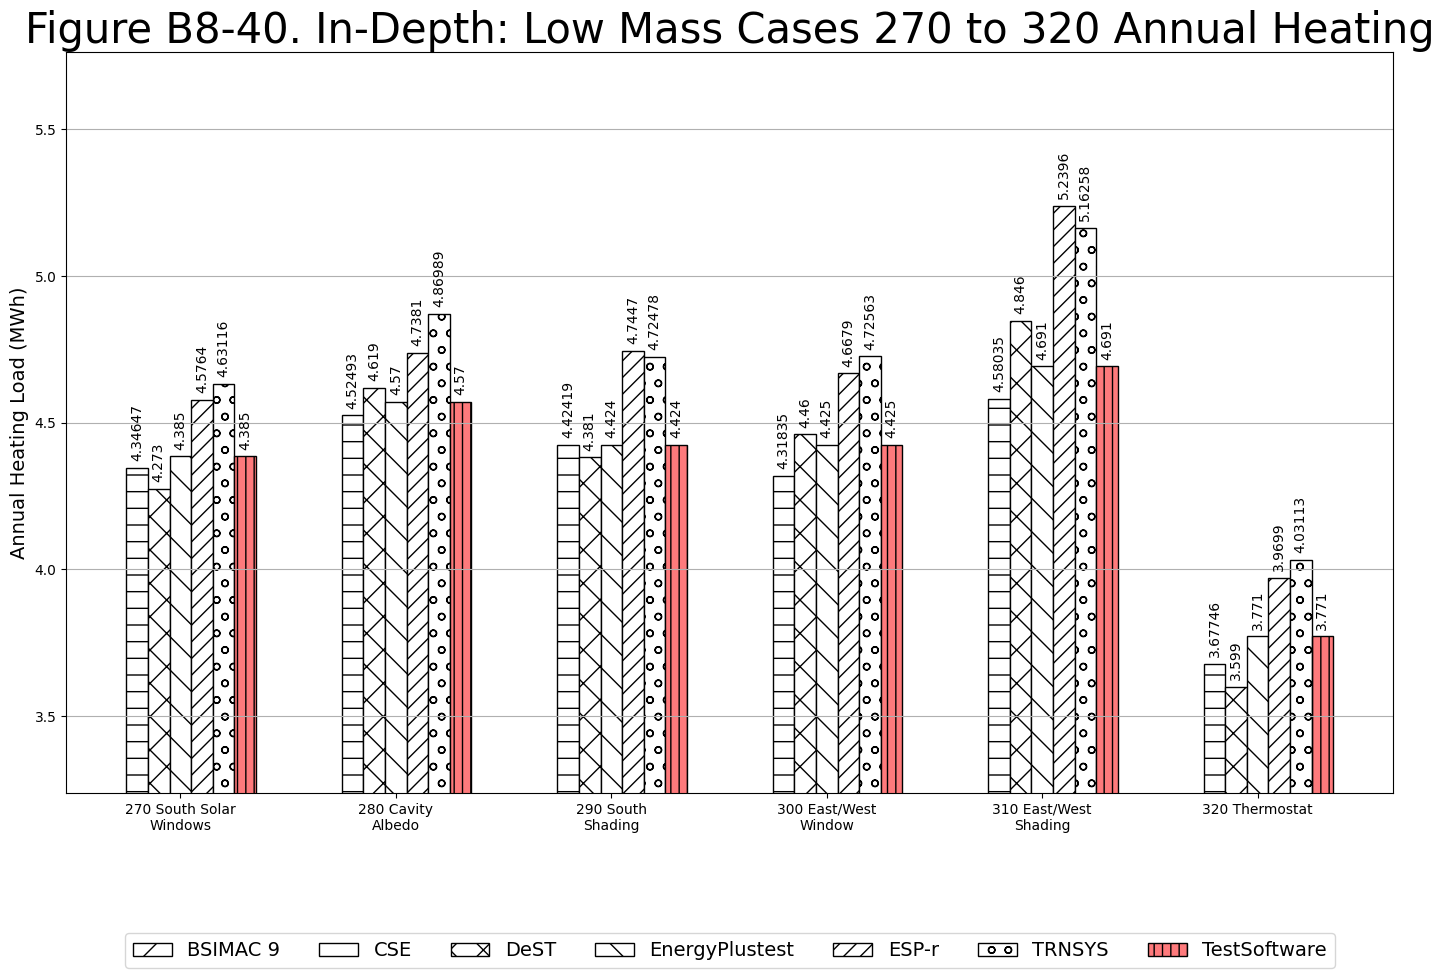 Figure B8-40. In-Depth: Low Mass Cases 270 to 320 Annual Heating
Annual Heating Load (MWh)
5.5
5.0
4.5
4.0
3.5
4.34647
4.273
4.385
4.5764
4.63116
4.385
4.52493
4.619
4.57
4.7381
4.86989
4.57
4.42419
4.381
4.424
4.7447
4.72478
4.424
4.31835
4.46
4.425
4.6679
4.72563
4.425
4.58035
4.846
4.691
5.2396
5.16258
4.691
3.67746
3.599
3.771
3.9699
4.03113
3.771
270 South Solar
Windows
280 Cavity
Albedo
290 South
Shading
300 East/West
Window
310 East/West
Shading
320 Thermostat
BSIMAC 9 CSE DeST EnergyPlustest ESP-r TRNSYS TestSoftware